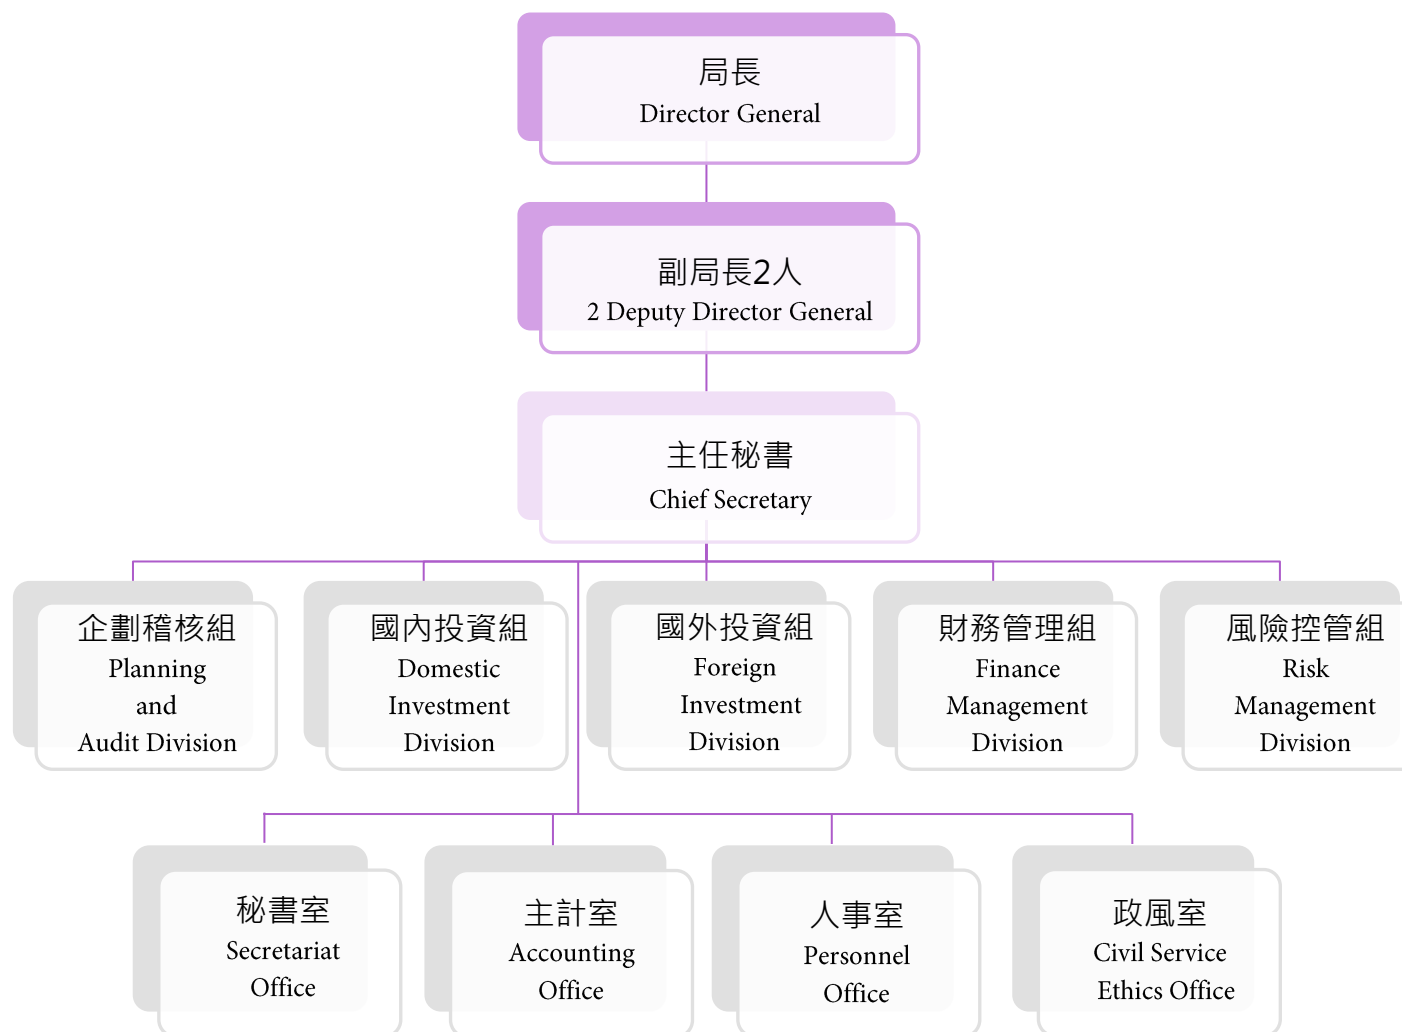 局長
Director General
副局長2人
2 Deputy Director General
主任秘書
Chief Secretary
企劃稽核組
Planning
and
Audit Division
國內投資組
Domestic
Investment
Division
國外投資組
Foreign
Investment
Division
財務管理組
Finance
Management
Division
風險控管組
Risk
Management
Division
秘書室
Secretariat
Office
主計室
Accounting
Office
人事室
Personnel
Office
政風室
Civil Service
Ethics Office